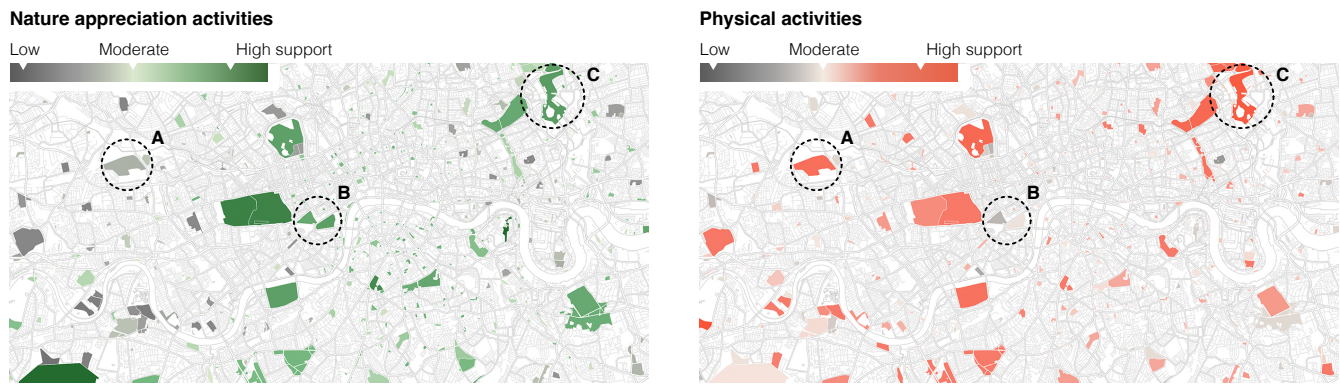 Nature appreciation activities
Low Moderate High support
C
A
B
Physical activities
Low Moderate High support
C
A
B